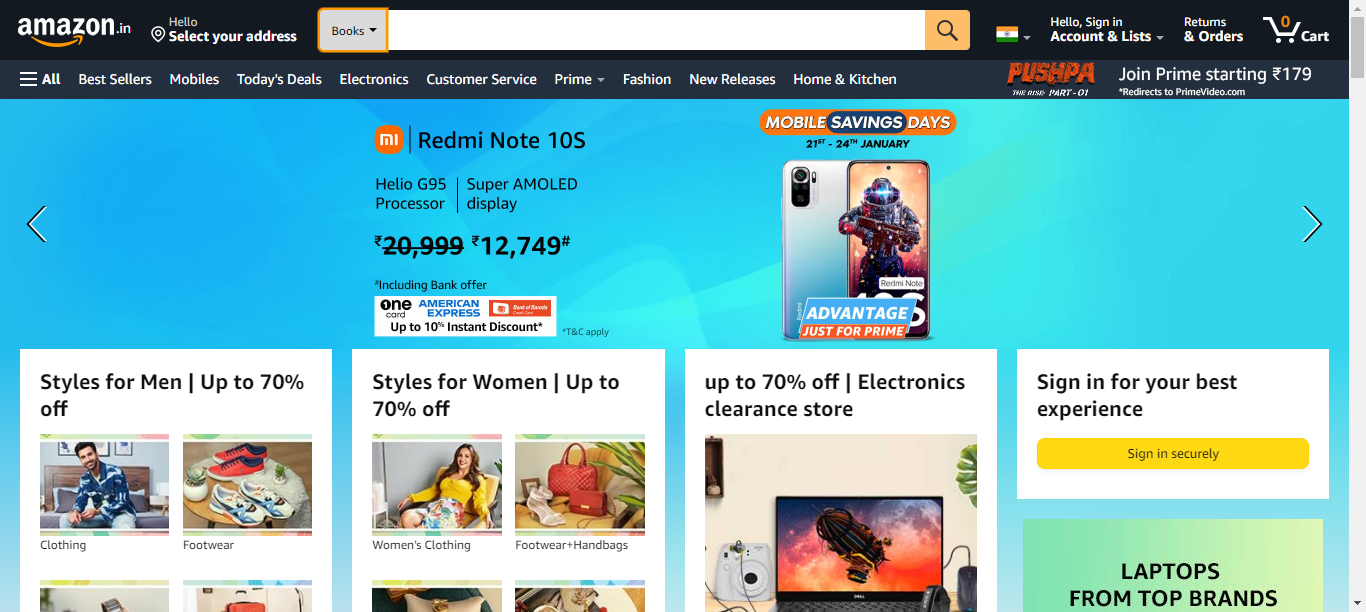 amazon.in
Hello
Select your address
Books
Hello, Sign in
Account & Lists
Returns
& Orders
0
Cart
All
Best Sellers
Mobiles
Today's Deals
Electronics
Customer Service
Prime
Fashion
New Releases
Home & Kitchen
PUSHPA
THE RISE- PART-01
Join Prime starting ₹179
*Redirects to PrimeVideo.com
MOBILE SAVINGS DAYS
21ST - 24TH JANUARY
mi
Redmi Note 10S
Helio G95
Processor
Super AMOLED
display
₹20,999 ₹12,749#
#Including Bank offer
one
card
AMERICAN
EXPRESS
Bank of Baroda
Credit Card
Up to 10% Instant Discount*
*T&C apply
Redmi Note
10S
Redmi
ADVANTAGE
JUST FOR PRIME
Styles for Men | Up to 70%
off
Clothing
Footwear
Styles for Women | Up to
70% off
Women's Clothing
Footwear+Handbags
up to 70% off | Electronics
clearance store
DELL
Sign in for your best
experience
Sign in securely
LAPTOPS
FROM TOP BRANDS